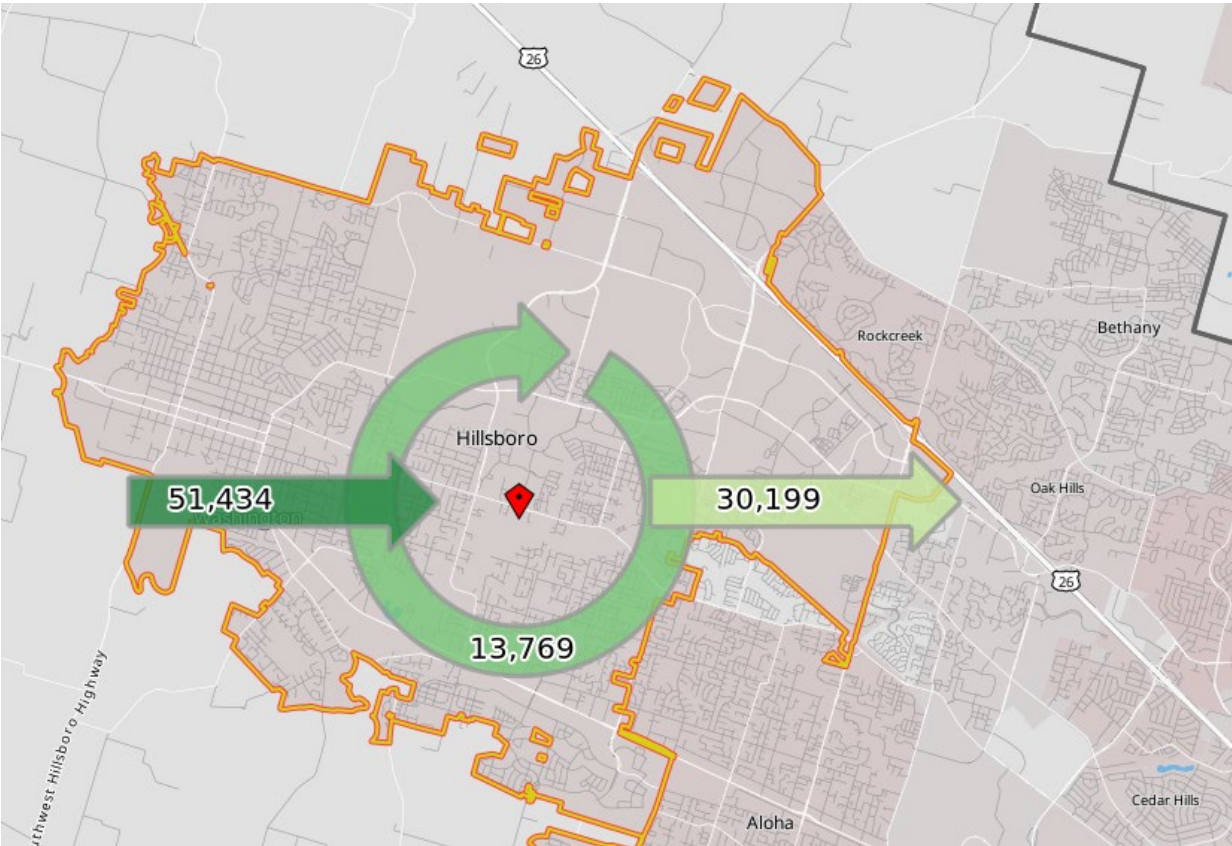 26
Rockcreek
Bethany
Hillsboro
51,434
30,199
Oak Hills
Washington
26
13,769
Southwest Hillsboro Highway
Cedar Hills
Aloha